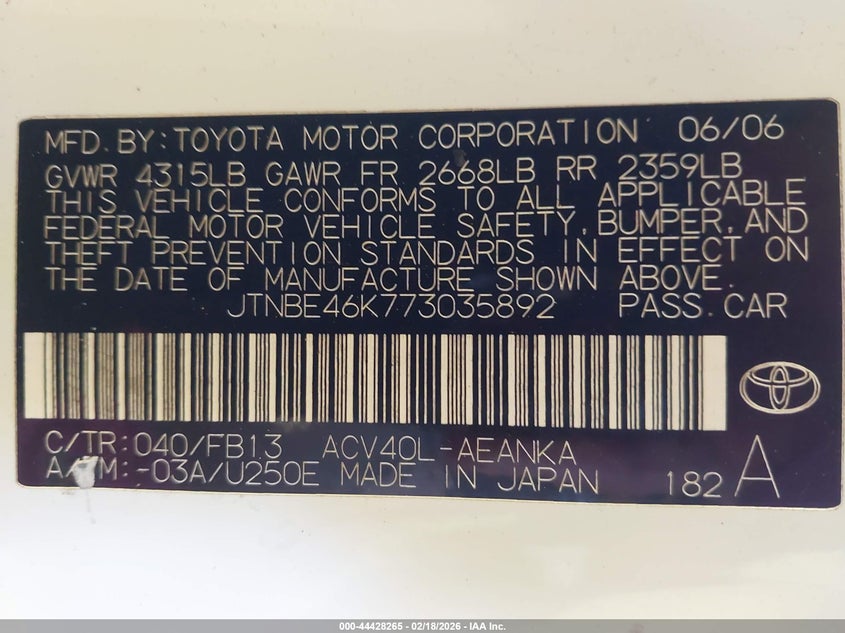 MFD. BY: TOYOTA MOTOR CORPORATION 06/06
GVWR 4315LB GAWR FR 2668LB RR 2359LB
THIS VEHICLE CONFORMS TO ALL APPLICABLE
FEDERAL MOTOR VEHICLE SAFETY, BUMPER, AND
THEFT PREVENTION STANDARDS IN EFFECT ON
THE DATE OF MANUFACTURE SHOWN ABOVE.
JTNBE46K773035892 PASS. CAR
C/TR: 040/FB13 ACV40L-AEANKA
A/TM: -03A/U250E MADE IN JAPAN 182 A
000-44428265 - 02/18/2026 - IAA Inc.